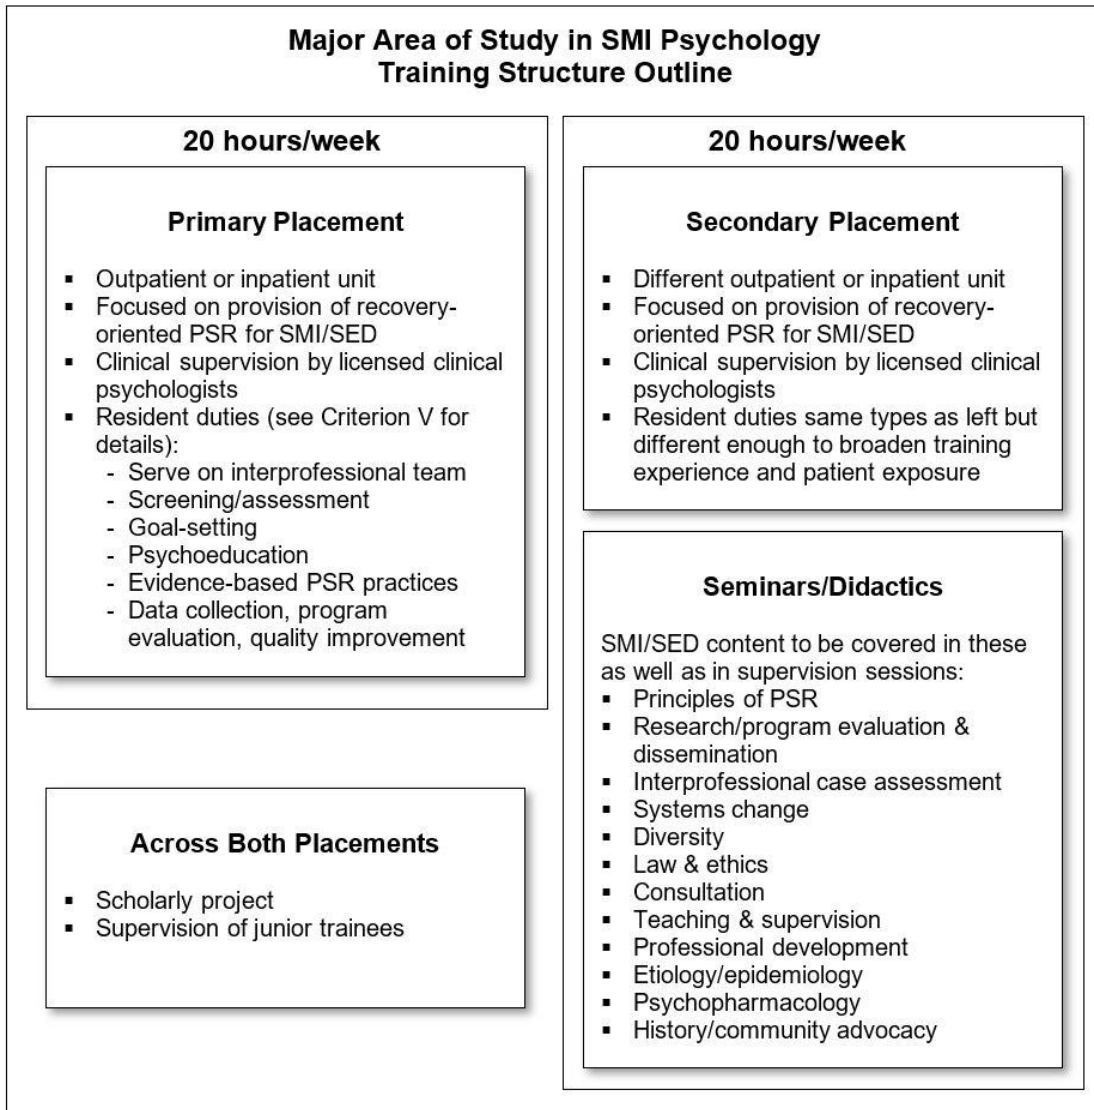 Major Area of Study in SMI Psychology
Training Structure Outline
20 hours/week
Primary Placement
▪ Outpatient or inpatient unit
▪ Focused on provision of recovery-
oriented PSR for SMI/SED
▪ Clinical supervision by licensed clinical
psychologists
▪ Resident duties (see Criterion V for
details):
- Serve on interprofessional team
- Screening/assessment
- Goal-setting
- Psychoeducation
- Evidence-based PSR practices
- Data collection, program
evaluation, quality improvement
Across Both Placements
▪ Scholarly project
▪ Supervision of junior trainees
20 hours/week
Secondary Placement
▪ Different outpatient or inpatient unit
▪ Focused on provision of recovery-
oriented PSR for SMI/SED
▪ Clinical supervision by licensed clinical
psychologists
▪ Resident duties same types as left but
different enough to broaden training
experience and patient exposure
Seminars/Didactics
SMI/SED content to be covered in these
as well as in supervision sessions:
▪ Principles of PSR
▪ Research/program evaluation &
dissemination
▪ Interprofessional case assessment
▪ Systems change
▪ Diversity
▪ Law & ethics
▪ Consultation
▪ Teaching & supervision
▪ Professional development
▪ Etiology/epidemiology
▪ Psychopharmacology
▪ History/community advocacy